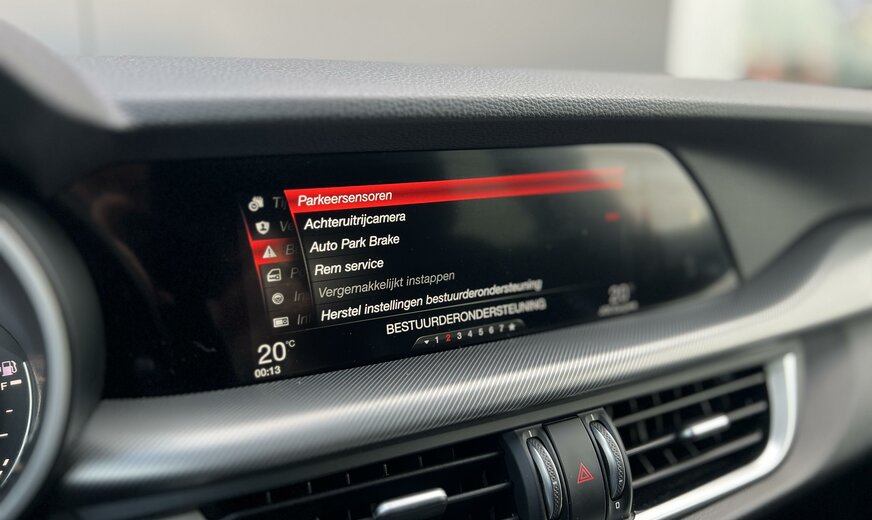 Parkeersensoren
Achteruitrijcamera
Auto Park Brake
Rem service
Vergemakkelijkt instappen
Herstel instellingen bestuurderondersteuning
BESTUURDERONDERSTEUNING
1 2 3 4 5 6 7
20°C
00:13
20
F